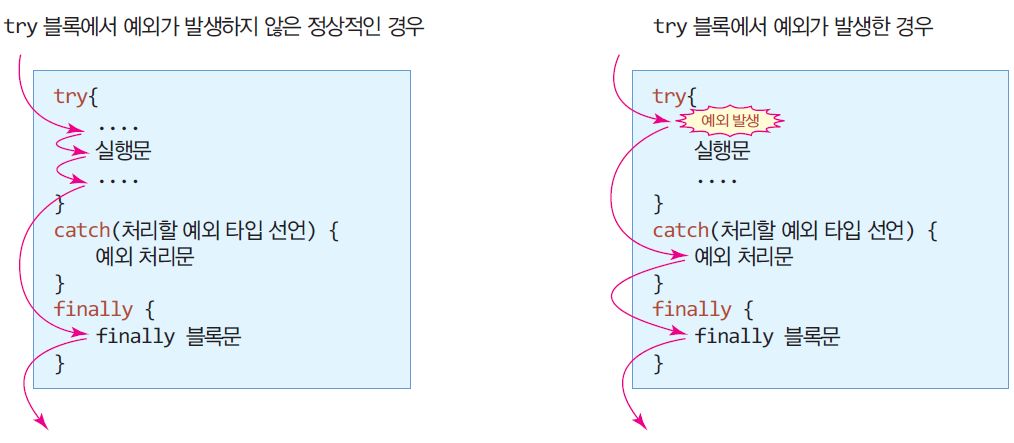 try 블록에서 예외가 발생하지 않은 정상적인 경우
try{
....
실행문
....
}
catch(처리할 예외 타입 선언) {
예외 처리문
}
finally {
finally 블록문
}
try 블록에서 예외가 발생한 경우
try{
예외 발생
실행문
....
}
catch(처리할 예외 타입 선언) {
예외 처리문
}
finally {
finally 블록문
}